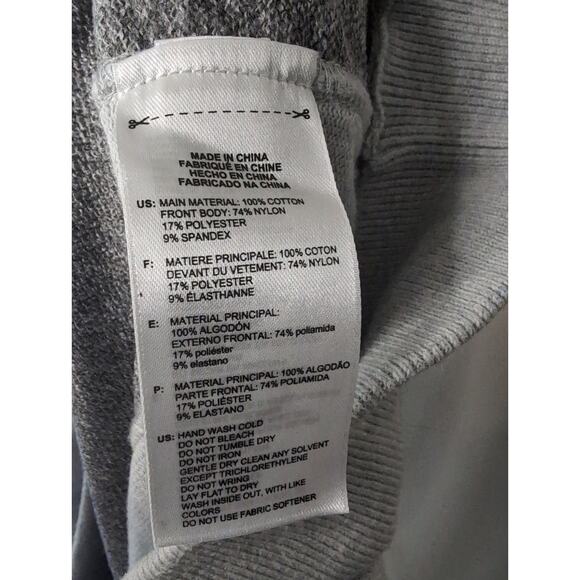 MADE IN CHINA
FABRIQUÉ EN CHINE
HECHO EN CHINA
FABRICADO NA CHINA
US: MAIN MATERIAL: 100% COTTON
FRONT BODY: 74% NYLON
17% POLYESTER
9% SPANDEX
F: MATIERE PRINCIPALE: 100% COTON
DEVANT DU VETEMENT: 74% NYLON
17% POLYESTER
9% ÉLASTHANNE
E: MATERIAL PRINCIPAL:
100% ALGODÓN
EXTERNO FRONTAL: 74% poliamida
17% poliéster
9% elastano
P: MATERIAL PRINCIPAL: 100% ALGODÃO
PARTE FRONTAL: 74% POLIAMIDA
17% POLIÉSTER
9% ELASTANO
US: HAND WASH COLD
DO NOT BLEACH
DO NOT TUMBLE DRY
DO NOT IRON
GENTLE DRY CLEAN ANY SOLVENT
EXCEPT TRICHLORETHYLENE
DO NOT WRING
LAY FLAT TO DRY
WASH INSIDE OUT, WITH LIKE
COLORS
DO NOT USE FABRIC SOFTENER